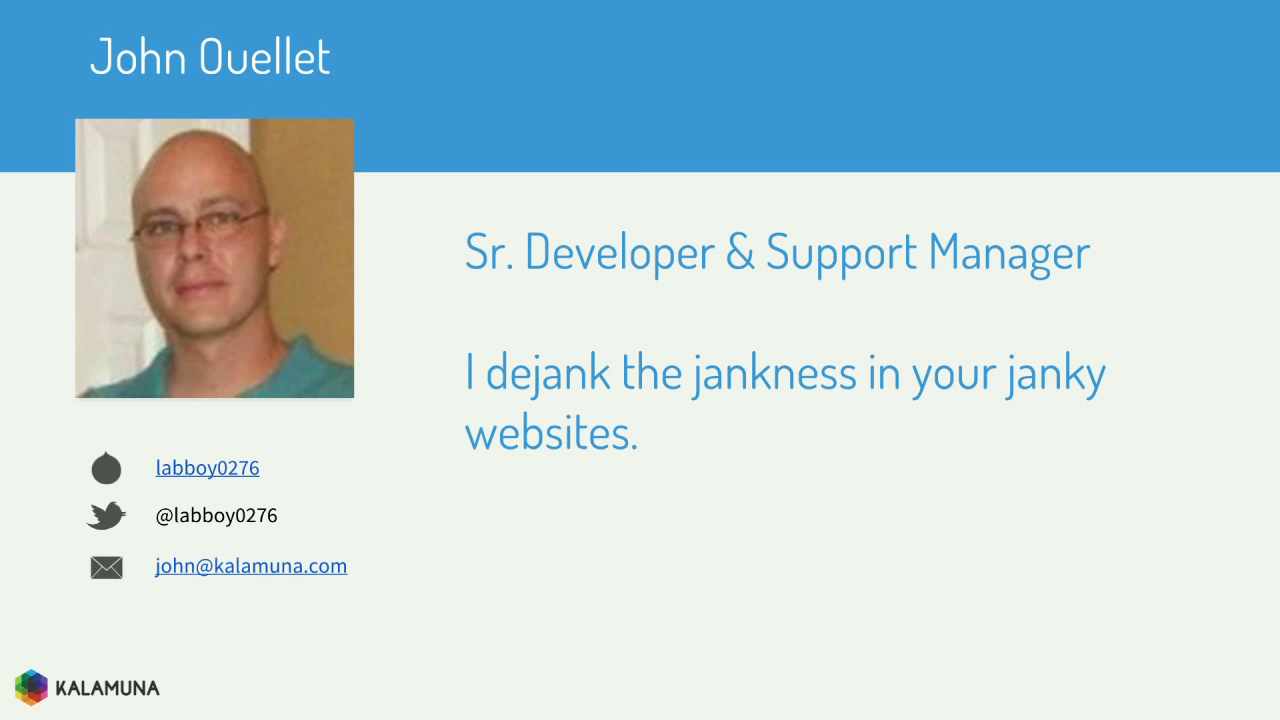 John Ouellet
Sr. Developer & Support Manager
I dejank the jankness in your janky
websites.
labboy0276
@labboy0276
john@kalamuna.com
KALAMUNA